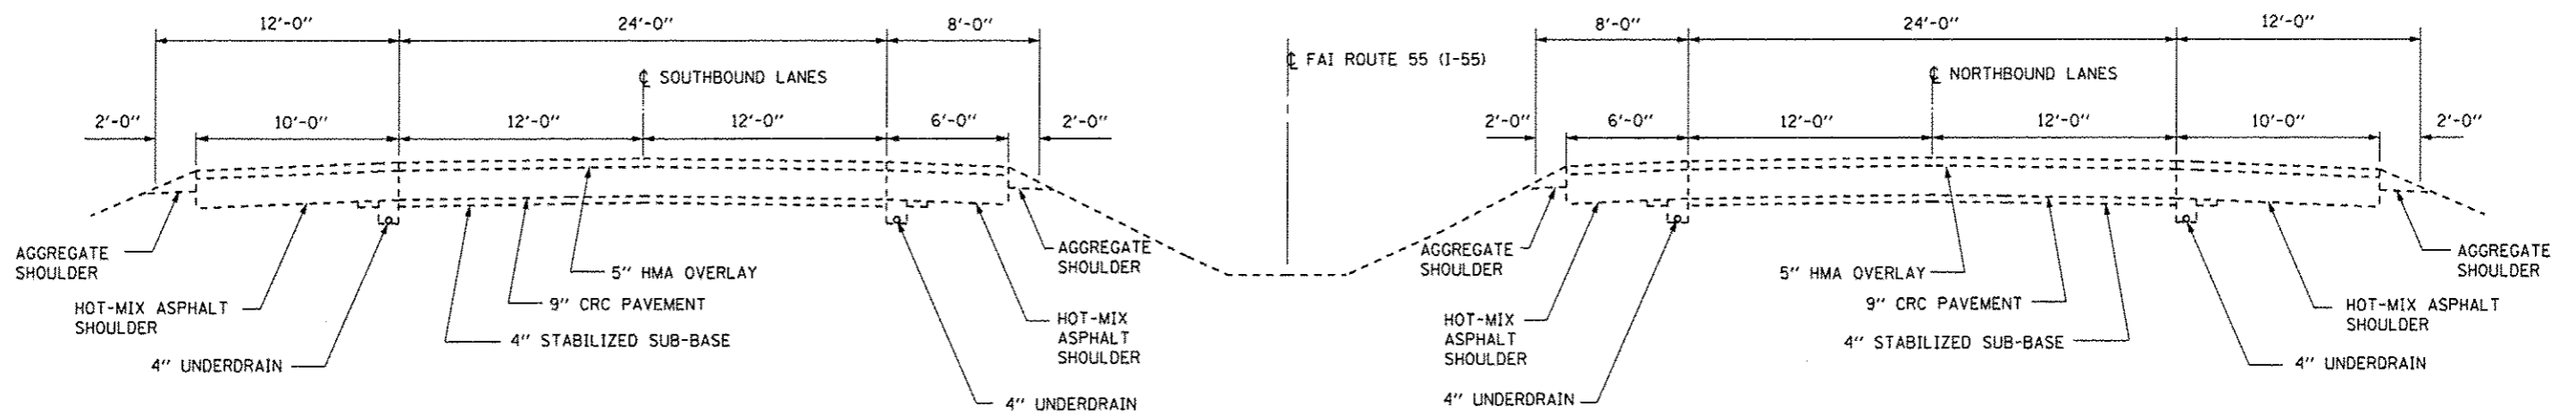 12'-0" 24'-0" 8'-0" 8'-0" 24'-0" 12'-0"
℄ SOUTHBOUND LANES ℄ FAI ROUTE 55 (I-55) ℄ NORTHBOUND LANES
2'-0" 10'-0" 12'-0" 12'-0" 6'-0" 2'-0" 2'-0" 6'-0" 12'-0" 12'-0" 10'-0" 2'-0"
AGGREGATE
SHOULDER
HOT-MIX ASPHALT
SHOULDER
4" UNDERDRAIN
5" HMA OVERLAY
9" CRC PAVEMENT
4" STABILIZED SUB-BASE
AGGREGATE
SHOULDER
HOT-MIX
ASPHALT
SHOULDER
4" UNDERDRAIN
AGGREGATE
SHOULDER
HOT-MIX
ASPHALT
SHOULDER
4" UNDERDRAIN
5" HMA OVERLAY
9" CRC PAVEMENT
4" STABILIZED SUB-BASE
AGGREGATE
SHOULDER
HOT-MIX ASPHALT
SHOULDER
4" UNDERDRAIN